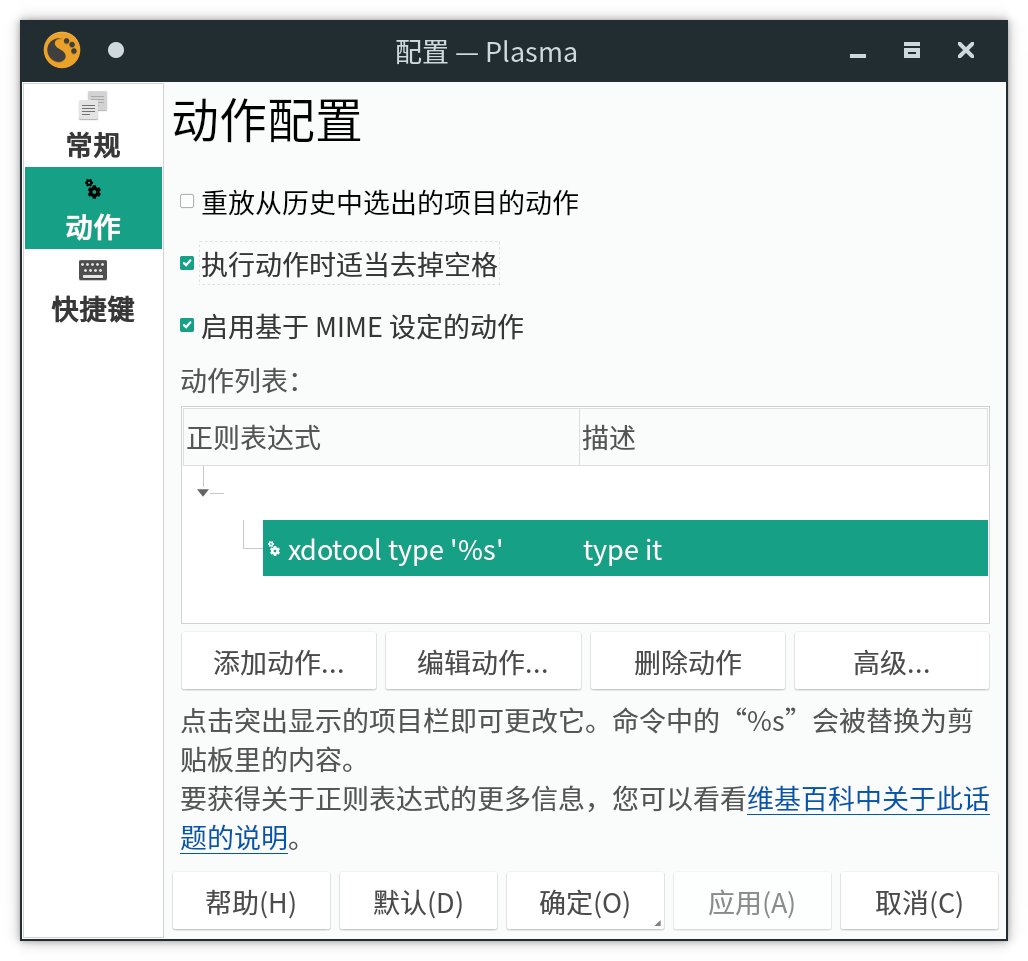 配置 — Plasma
常规
动作
快捷键
动作配置
重放从历史中选出的项目的动作
执行动作时适当去掉空格
启用基于 MIME 设定的动作
动作列表：
正则表达式 描述
xdotool type '%s' type it
添加动作... 编辑动作... 删除动作 高级...
点击突出显示的项目栏即可更改它。命令中的“%s”会被替换为剪
贴板里的内容。
要获得关于正则表达式的更多信息，您可以看看维基百科中关于此话
题的说明。
帮助(H) 默认(D) 确定(O) 应用(A) 取消(C)